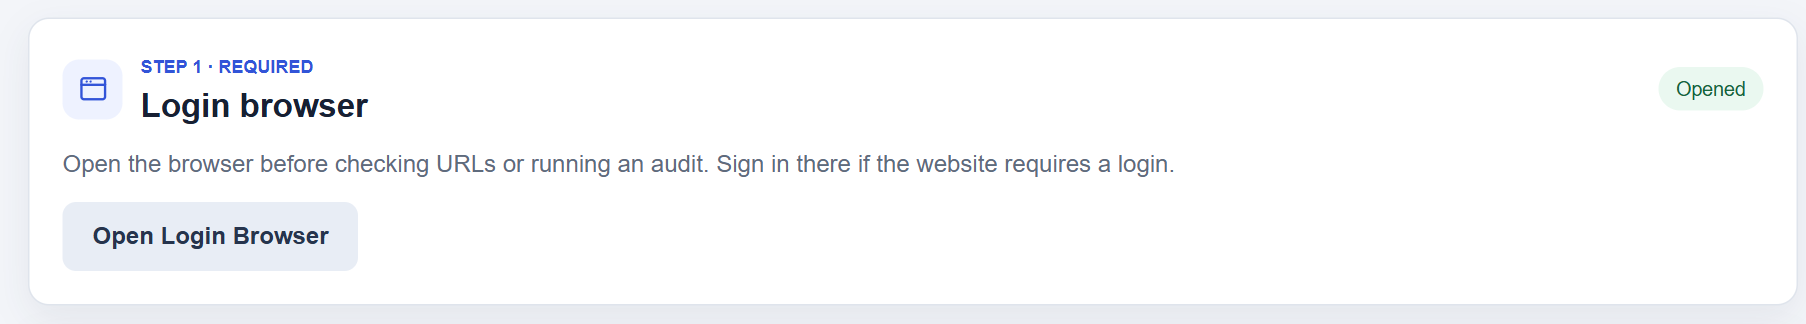 STEP 1 · REQUIRED
Login browser
Opened
Open the browser before checking URLs or running an audit. Sign in there if the website requires a login.
Open Login Browser